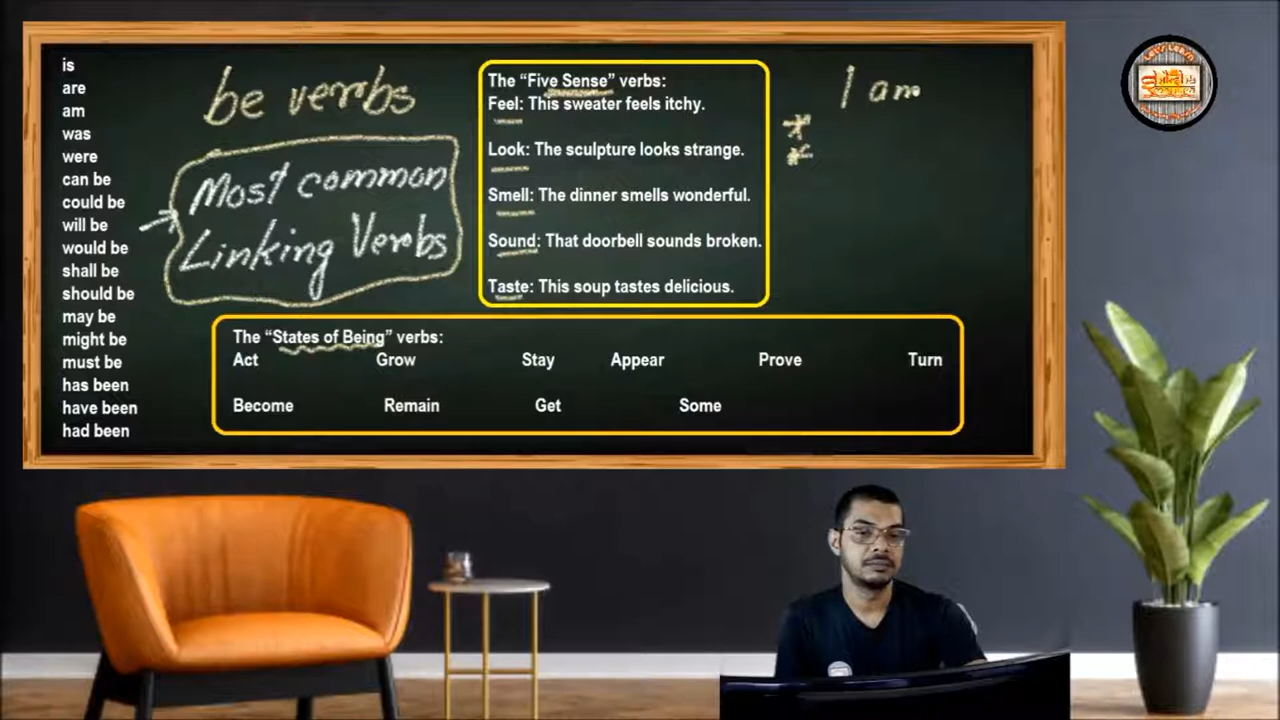 is
are
am
was
were
can be
could be
will be
would be
shall be
should be
may be
might be
must be
has been
have been
had been
be verbs
Most common
Linking Verbs
The “Five Sense” verbs:
Feel: This sweater feels itchy.
Look: The sculpture looks strange.
Smell: The dinner smells wonderful.
Sound: That doorbell sounds broken.
Taste: This soup tastes delicious.
I am
The “States of Being” verbs:
Act Grow Stay Appear Prove Turn
Become Remain Get Some
Let's Learn